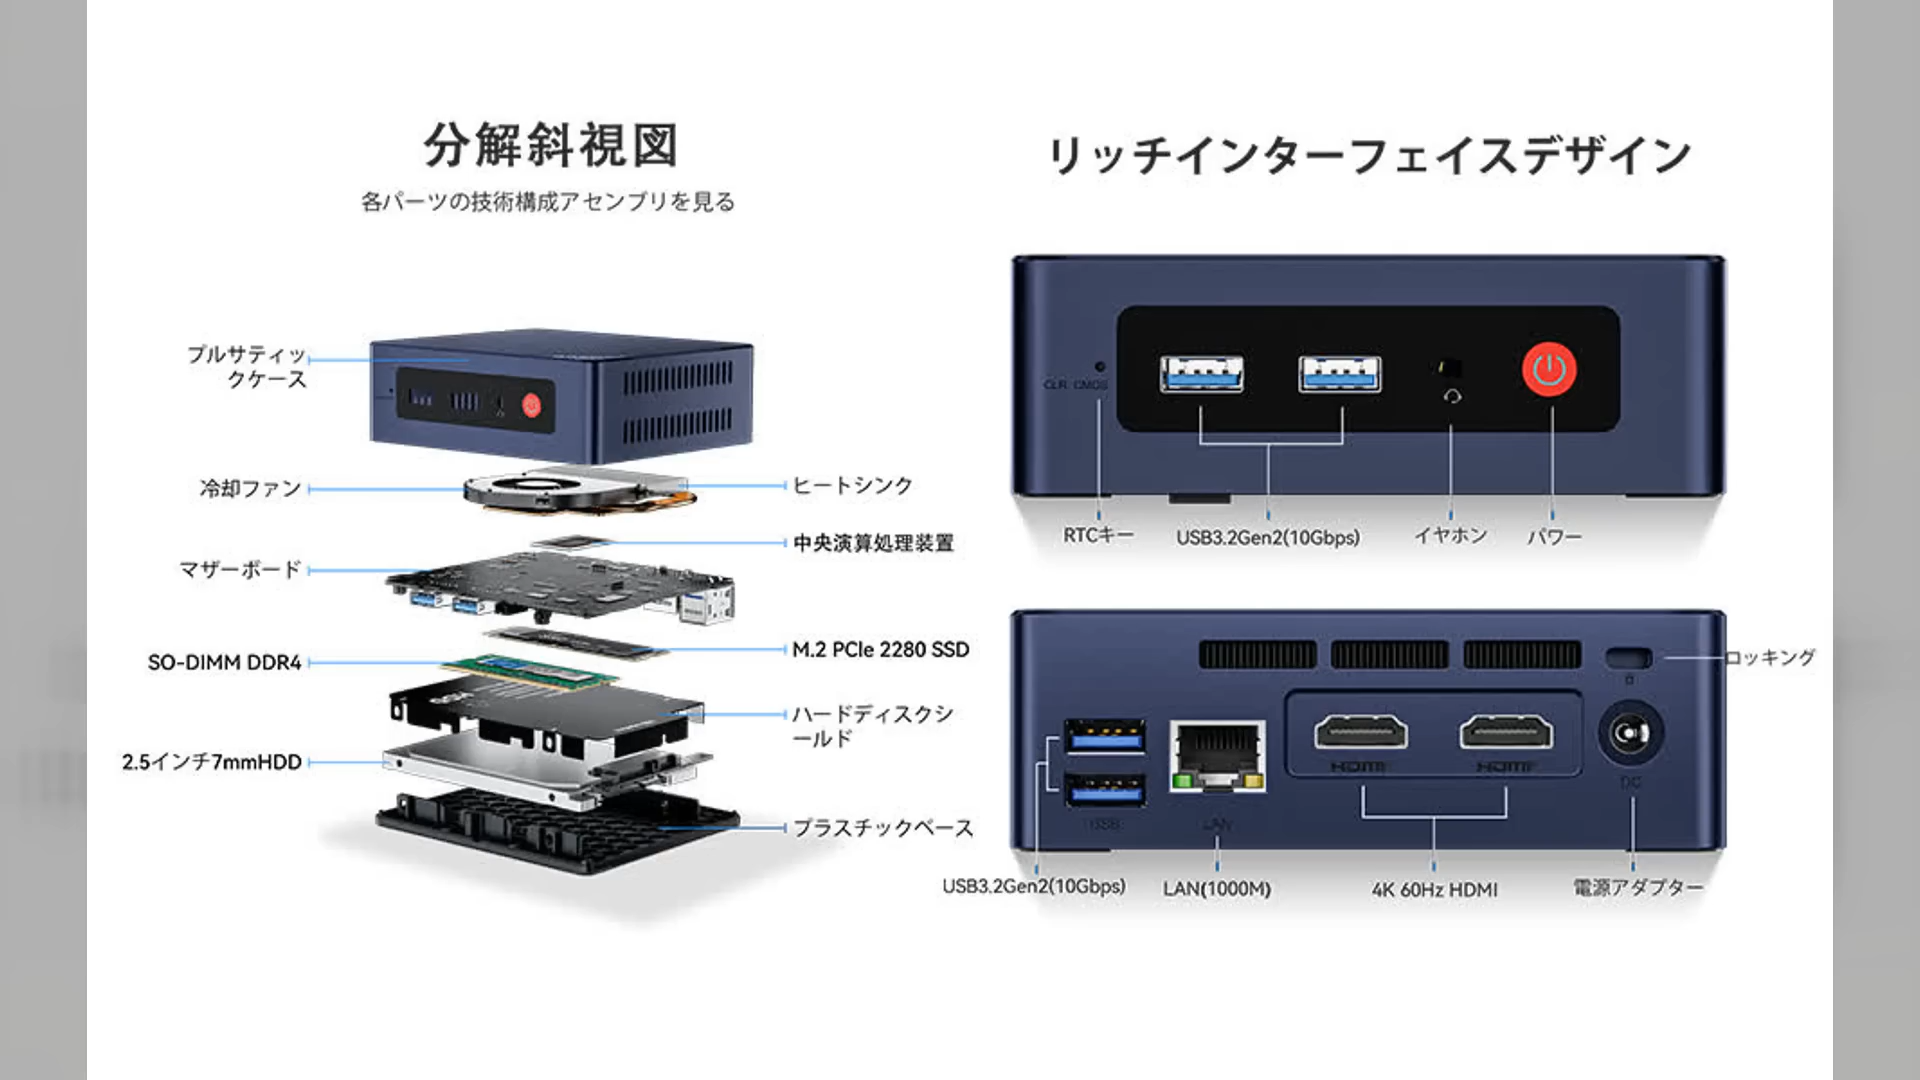 分解斜視図
各パーツの技術構成アセンブリを見る
プルサティッ
クケース
冷却ファン
ヒートシンク
中央演算処理装置
マザーボード
M.2 PCIe 2280 SSD
SO-DIMM DDR4
ハードディスクシ
ールド
2.5インチ7mmHDD
プラスチックベース
リッチインターフェイスデザイン
CLR CMOS
RTCキー
USB3.2Gen2(10Gbps)
イヤホン
パワー
ロッキング
HDMI
HDMI
DC
USB
LAN
USB3.2Gen2(10Gbps)
LAN(1000M)
4K 60Hz HDMI
電源アダプター